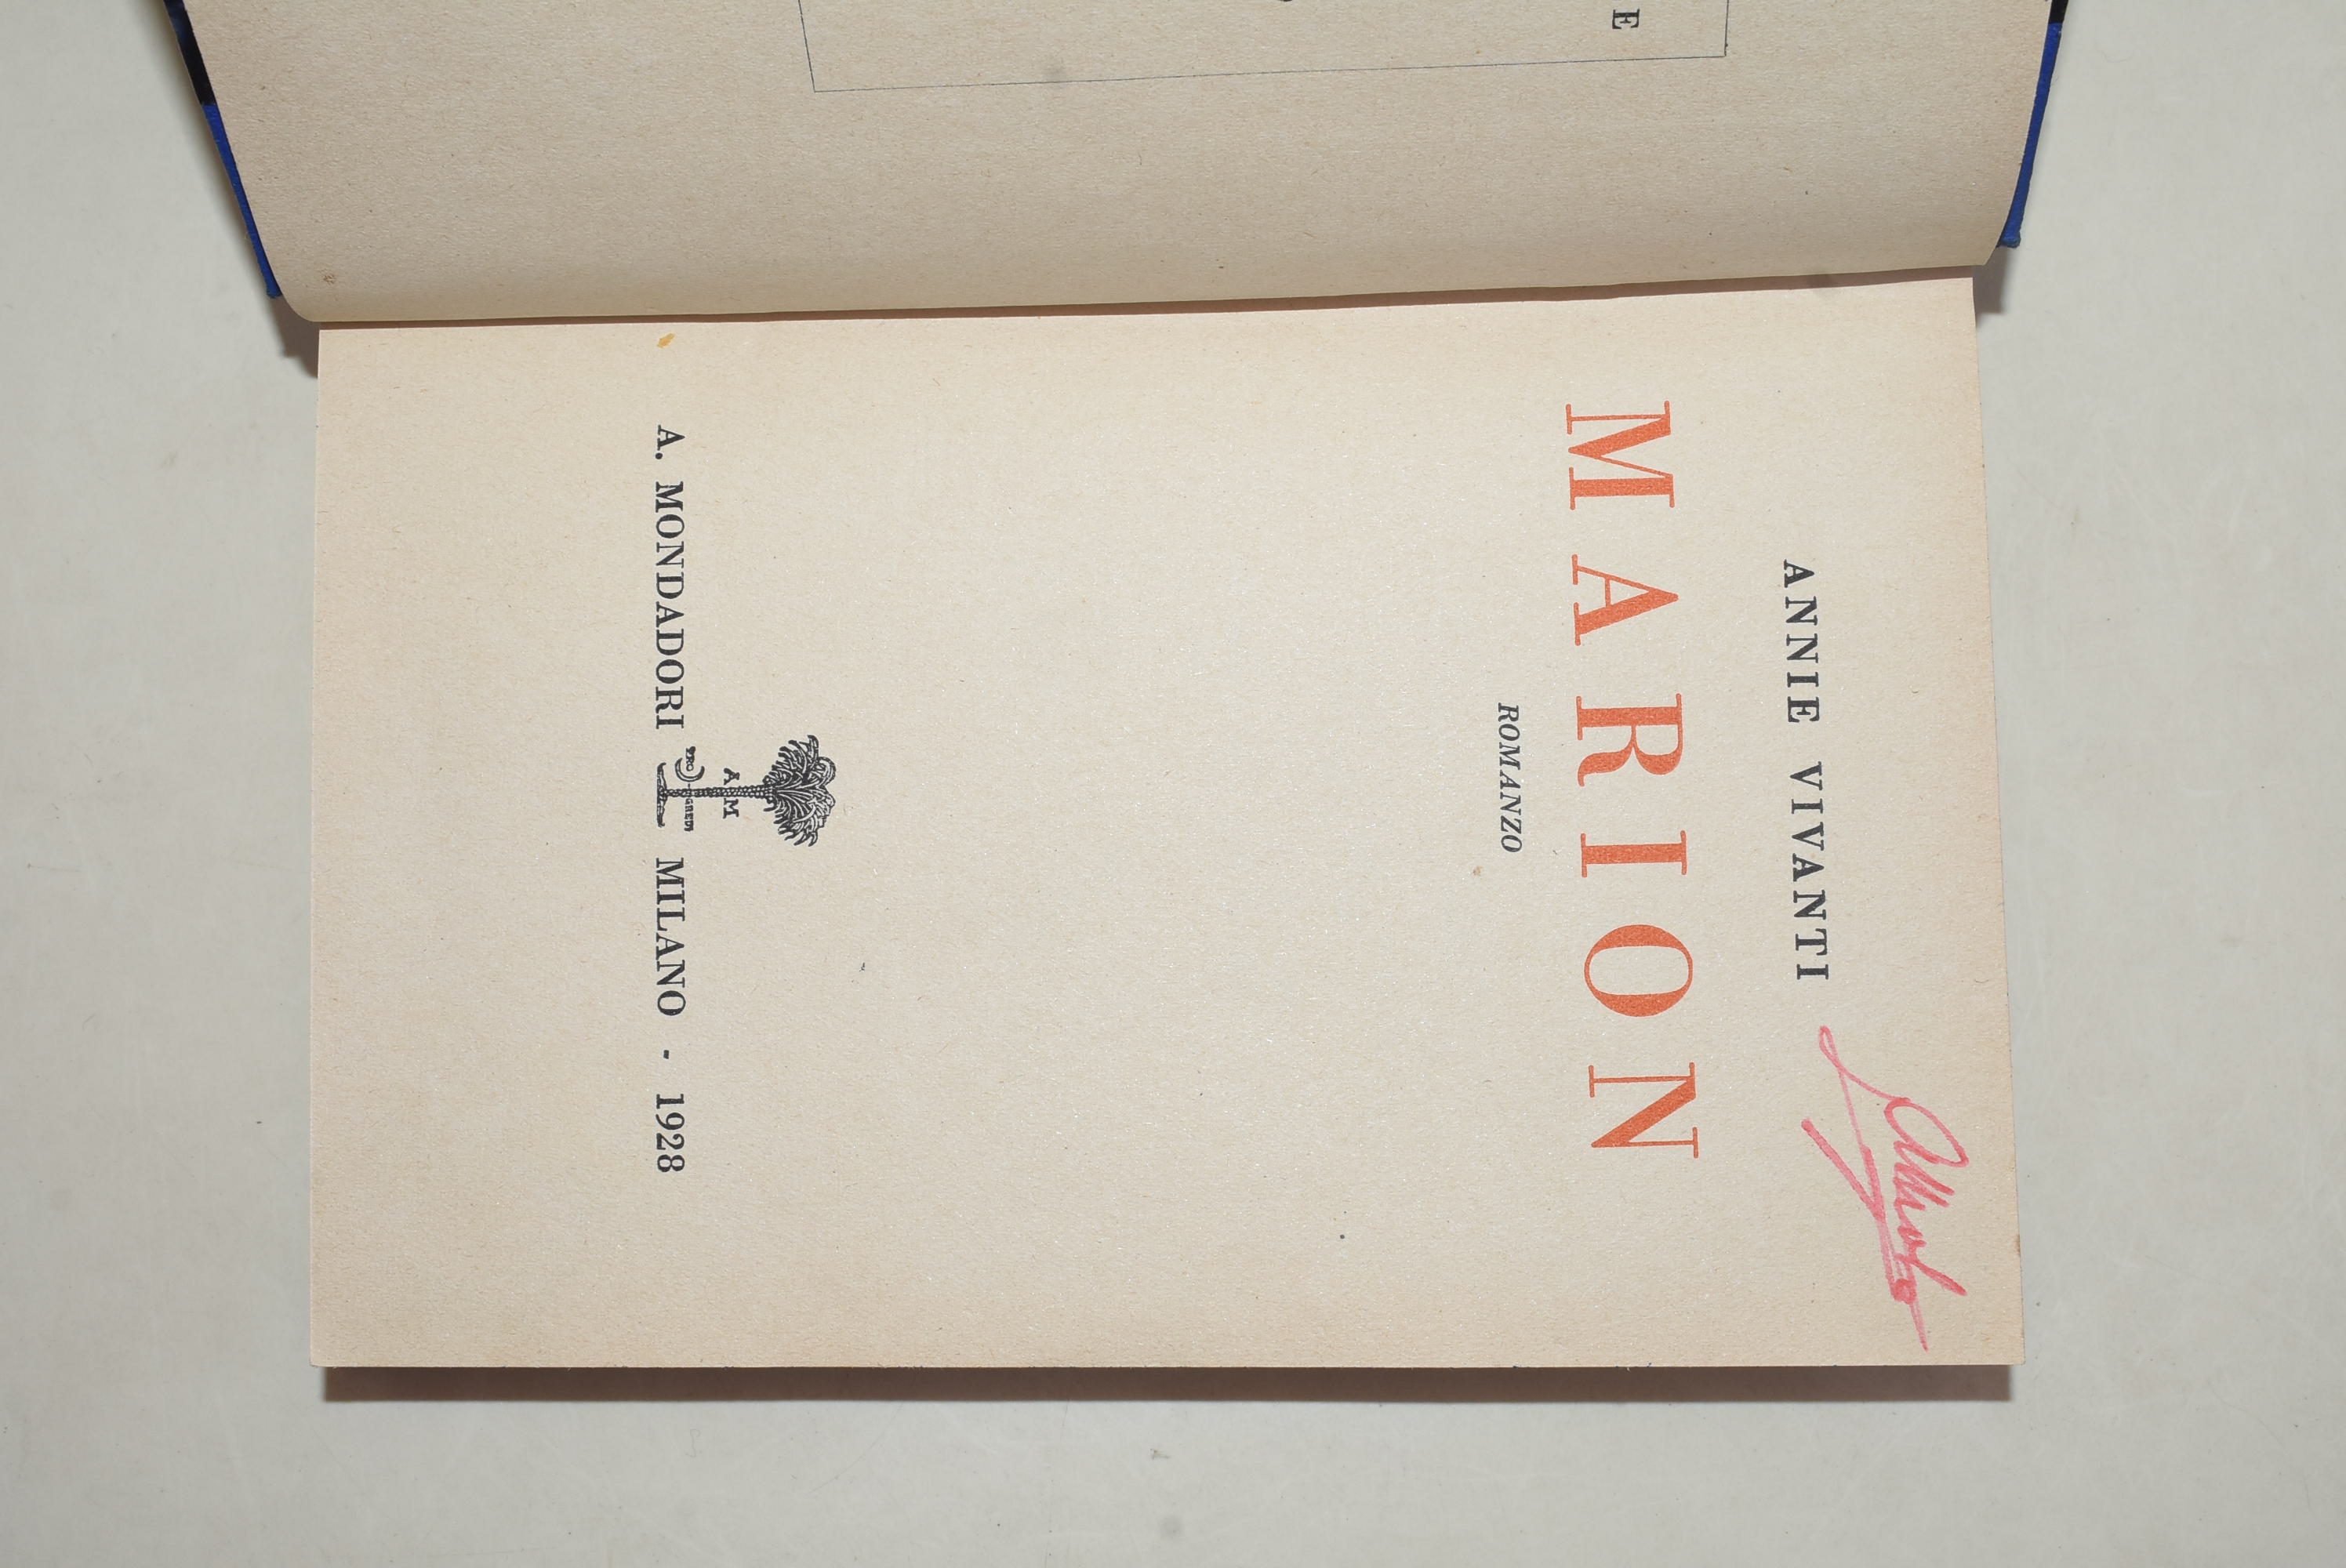 E
ANNIE VIVANTI
MARION
ROMANZO
A M
A. MONDADORI MILANO - 1928